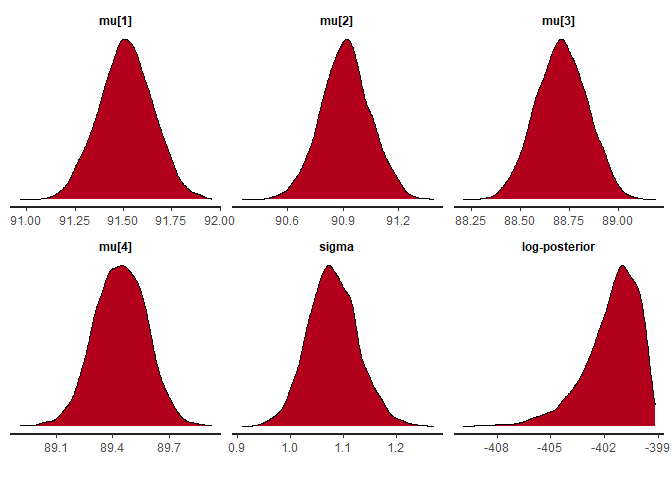 mu[1] mu[2] mu[3]
91.00 91.25 91.50 91.75 92.00 90.6 90.9 91.2 88.25 88.50 88.75 89.00
mu[4] sigma log-posterior
89.1 89.4 89.7 0.9 1.0 1.1 1.2 -408 -405 -402 -399